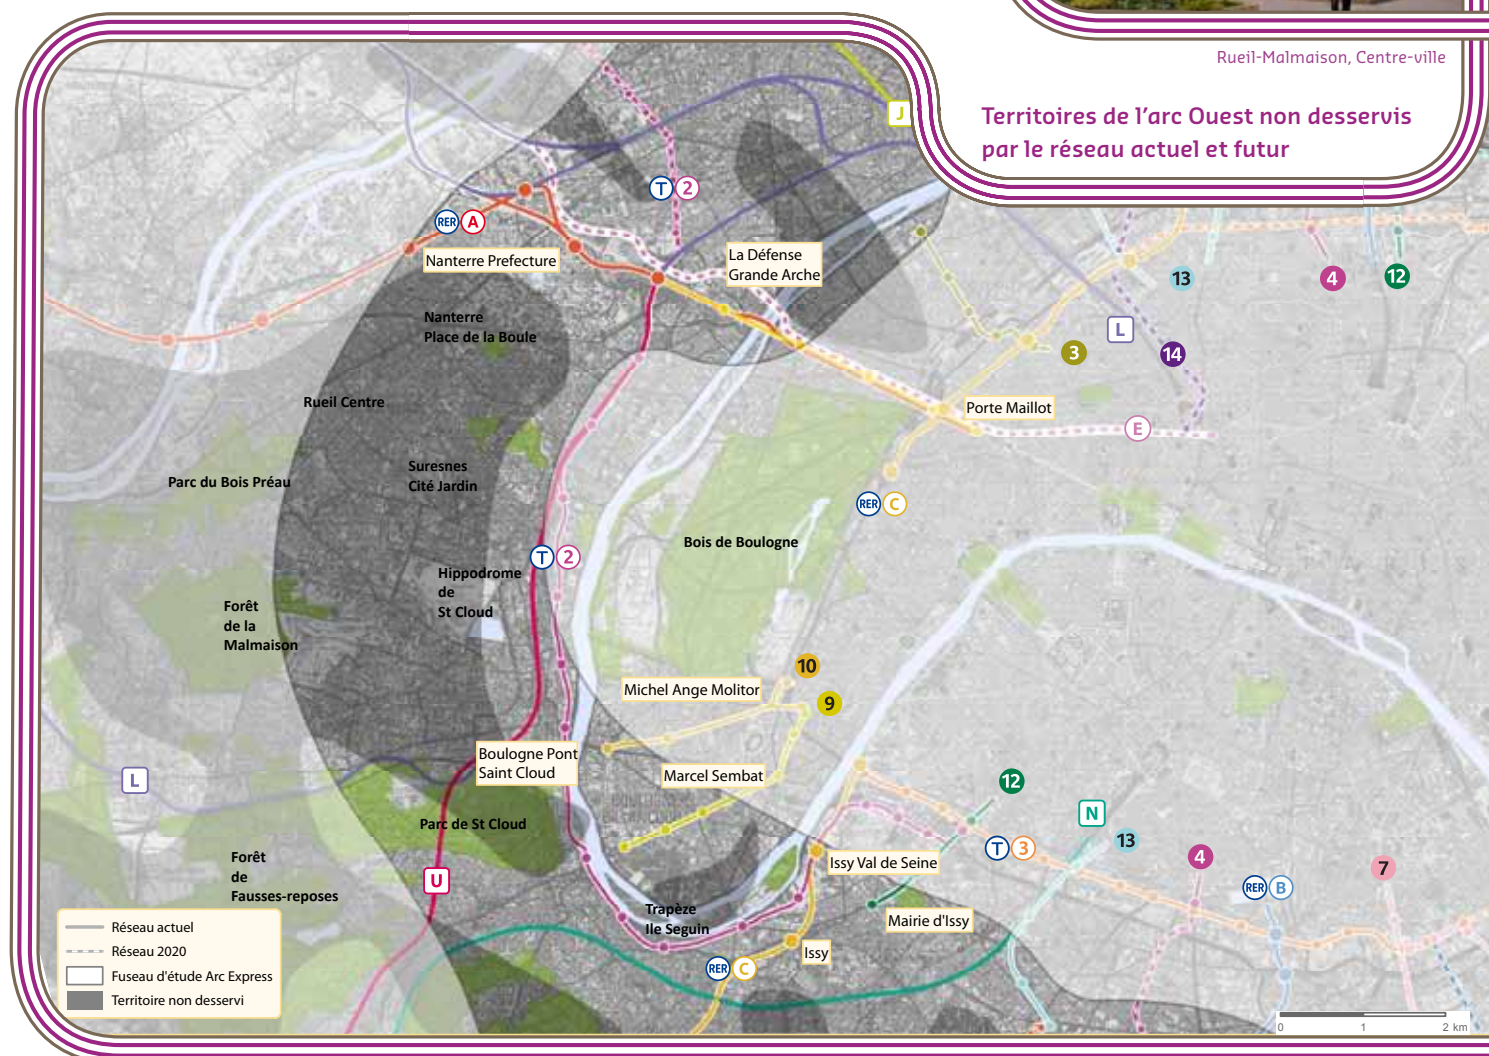 Rueil-Malmaison, Centre-ville
Territoires de l'arc Ouest non desservis
par le réseau actuel et futur
J
T 2
RER A
Nanterre Prefecture
La Défense
Grande Arche
13
4
12
Nanterre
Place de la Boule
L
3
14
Rueil Centre
Porte Maillot
E
Suresnes
Cité Jardin
Parc du Bois Préau
RER C
Bois de Boulogne
T 2
Hippodrome
de
St Cloud
Forêt
de la
Malmaison
10
Michel Ange Molitor
9
Boulogne Pont
Saint Cloud
Marcel Sembat
L
12
N
Parc de St Cloud
13
T 3
4
Issy Val de Seine
Forêt
de
Fausses-reposes
U
7
RER B
Trapèze
Ile Seguin
Mairie d'Issy
Issy
RER C
Réseau actuel
Réseau 2020
Fuseau d'étude Arc Express
Territoire non desservi
0 1 2 km